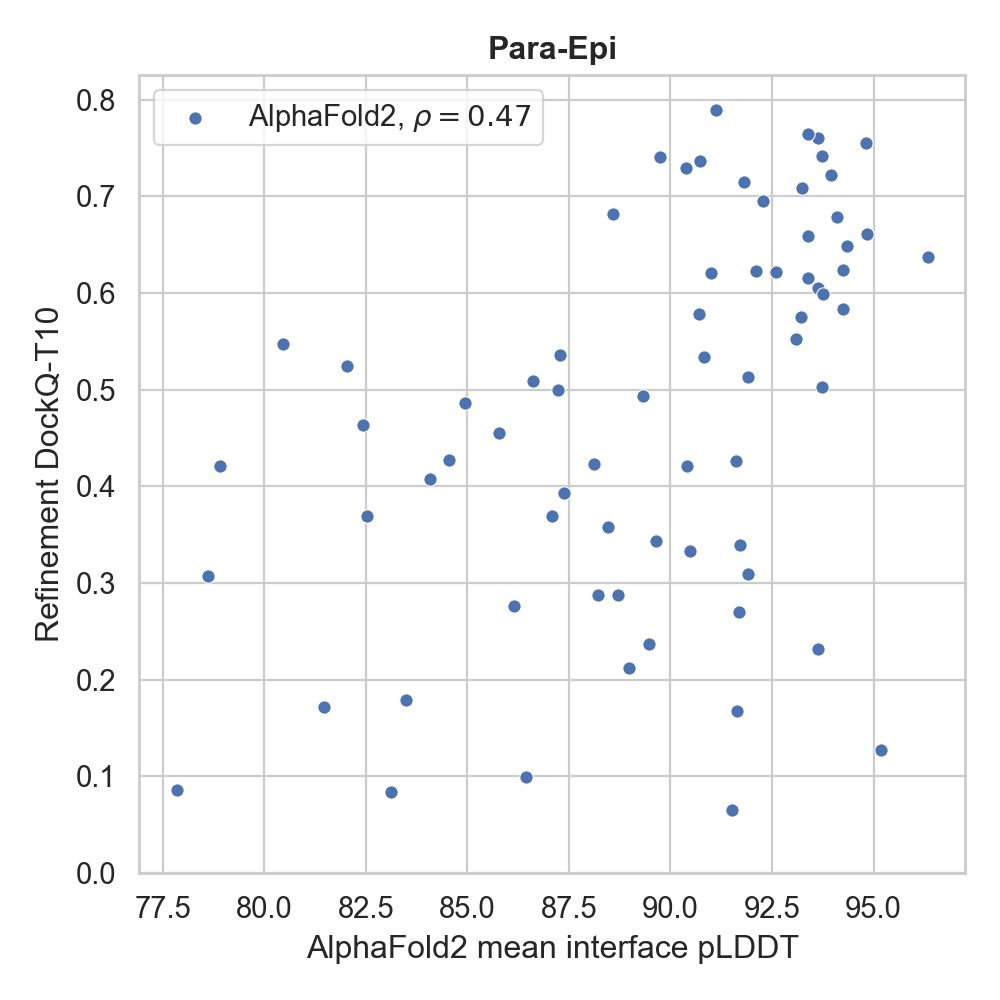 Para-Epi
AlphaFold2, ρ = 0.47
Refinement DockQ-T10
0.8
0.7
0.6
0.5
0.4
0.3
0.2
0.1
0.0
77.5 80.0 82.5 85.0 87.5 90.0 92.5 95.0
AlphaFold2 mean interface pLDDT